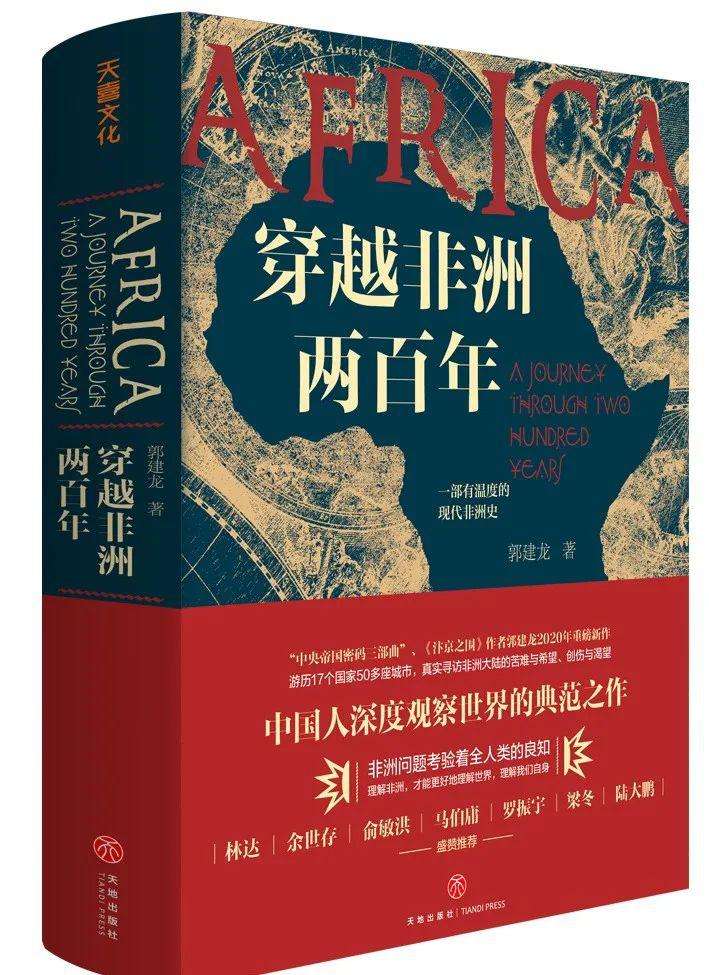 天喜文化
AFRICA
A JOURNEY THROUGH
TWO HUNDRED YEARS
穿越非洲
两百年
郭建龙 著
天地出版社
TIANDI PRESS
AMERICA
AFRICA
穿越非洲
两百年
A JOURNEY
THROUGH TWO
HUNDRED
YEARS
一部有温度的
现代非洲史
郭建龙 著
“中央帝国密码三部曲”、《汴京之围》作者郭建龙2020年重磅新作
游历17个国家50多座城市，真实寻访非洲大陆的苦难与希望、创伤与渴望
中国人深度观察世界的典范之作
非洲问题考验着全人类的良知
理解非洲，才能更好地理解世界，理解我们自身
｜林达｜余世存｜俞敏洪｜马伯庸｜罗振宇｜梁冬｜陆大鹏｜
盛赞推荐
天地出版社｜TIANDI PRESS